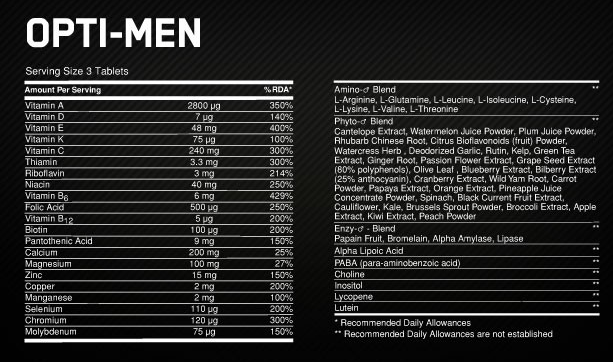 OPTI-MEN
Serving Size 3 Tablets
Amount Per Serving %RDA*
Vitamin A 2800 µg 350%
Vitamin D 7 µg 140%
Vitamin E 48 mg 400%
Vitamin K 75 µg 100%
Vitamin C 240 mg 300%
Thiamin 3.3 mg 300%
Riboflavin 3 mg 214%
Niacin 40 mg 250%
Vitamin B6 6 mg 429%
Folic Acid 500 µg 250%
Vitamin B12 5 µg 200%
Biotin 100 µg 200%
Pantothenic Acid 9 mg 150%
Calcium 200 mg 25%
Magnesium 100 mg 27%
Zinc 15 mg 150%
Copper 2 mg 200%
Manganese 2 mg 100%
Selenium 110 µg 200%
Chromium 120 µg 300%
Molybdenum 75 µg 150%
Amino-♂ Blend **
L-Arginine, L-Glutamine, L-Leucine, L-Isoleucine, L-Cysteine,
L-Lysine, L-Valine, L-Threonine
Phyto-♂ Blend **
Cantelope Extract, Watermelon Juice Powder, Plum Juice Powder,
Rhubarb Chinese Root, Citrus Bioflavonoids (fruit) Powder,
Watercress Herb , Deodorized Garlic, Rutin, Kelp, Green Tea
Extract, Ginger Root, Passion Flower Extract, Grape Seed Extract
(80% polyphenols), Olive Leaf , Blueberry Extract, Bilberry Extract
(25% anthocyanin), Cranberry Extract, Wild Yam Root, Carrot
Powder, Papaya Extract, Orange Extract, Pineapple Juice
Concentrate Powder, Spinach, Black Current Fruit Extract,
Cauliflower, Kale, Brussels Sprout Powder, Broccoli Extract, Apple
Extract, Kiwi Extract, Peach Powder
Enzy-♂ - Blend **
Papain Fruit, Bromelain, Alpha Amylase, Lipase
Alpha Lipoic Acid **
PABA (para-aminobenzoic acid) **
Choline **
Inositol **
Lycopene **
Lutein **
* Recommended Daily Allowances
** Recommended Daily Allowances are not established